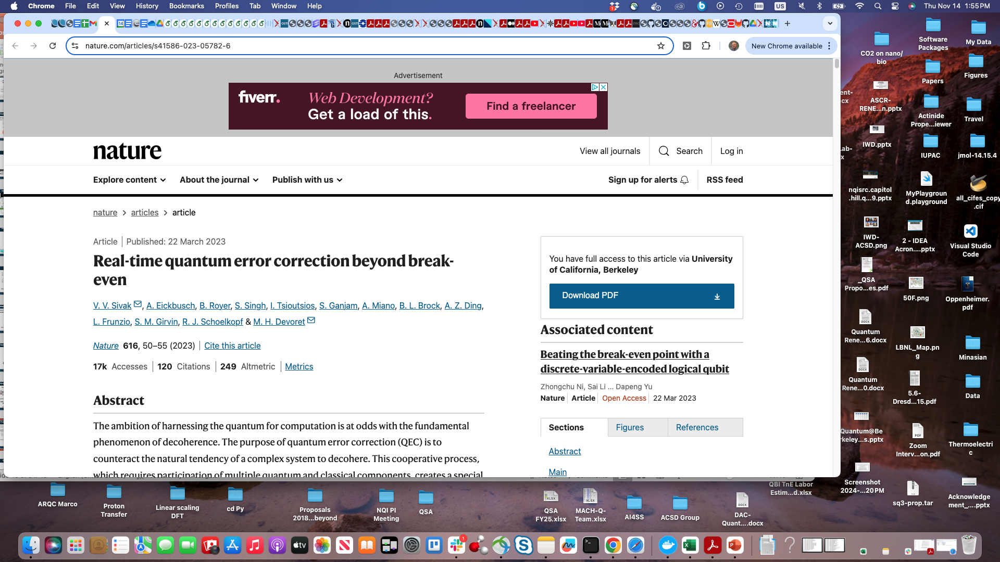 Chrome File Edit View History Bookmarks Profiles Tab Window Help
US Thu Nov 14 1:55 PM
nature.com/articles/s41586-023-05782-6
New Chrome available
Advertisement
fiverr.
Web Development?
Get a load of this.
Find a freelancer
nature
View all journals
Search
Log in
Explore content
About the journal
Publish with us
Sign up for alerts
RSS feed
nature > articles > article
Article | Published: 22 March 2023
Real-time quantum error correction beyond break-
even
V. V. Sivak, A. Eickbusch, B. Royer, S. Singh, I. Tsioutsios, S. Ganjam, A. Miano, B. L. Brock, A. Z. Ding,
L. Frunzio, S. M. Girvin, R. J. Schoelkopf & M. H. Devoret
Nature 616, 50–55 (2023) | Cite this article
17k Accesses | 120 Citations | 249 Altmetric | Metrics
Abstract
The ambition of harnessing the quantum for computation is at odds with the fundamental
phenomenon of decoherence. The purpose of quantum error correction (QEC) is to
counteract the natural tendency of a complex system to decohere. This cooperative process,
which requires participation of multiple quantum and classical components, creates a special
You have full access to this article via University
of California, Berkeley
Download PDF
Associated content
Beating the break-even point with a
discrete-variable-encoded logical qubit
Zhongchu Ni, Sai Li ... Dapeng Yu
Nature | Article | Open Access | 22 Mar 2023
Sections
Figures
References
Abstract
Main
CO2 on nano/
bio
Software
Packages
My Data
Papers
Figures
ASCR-
RENE...n.pptx
Actinide
Prope...iewer
Travel
IWD.pptx
IUPAC
jmol-14.15.4
nqisrc.capitol
.hill.q...9.pptx
MyPlaygroun
d.playground
all_cifes_copy
.cif
IWD-
ACSD.png
2 - IDEA
Acron....pptx
Visual Studio
Code
_QSA
Propo...es.pdf
50F.png
Oppenheimer.
pdf
Quantum
Rene...6.docx
LBNL_Map.pn
g
Minasian
Quantum
Rene...0.docx
5.6-
Dresd...15.pdf
Data
Quantum@Be
rkeley...s.pptx
Zoom
Interv...on.pdf
Thermoelectri
c
Screenshot
2024-...20 PM
sq3-prop.tar
Acknowledge
ment_....pptx
ARQC Marco
Proton
Transfer
Linear scaling
DFT
cd Py
Proposals
2018...beyond
NQI PI
Meeting
QSA
QSA
FY25.xlsx
MACH-Q-
Team.xlsx
AI4SS
ACSD Group
DAC-
Quant....docx
QBI TnE Labor
Estim...d.xlsx
tv